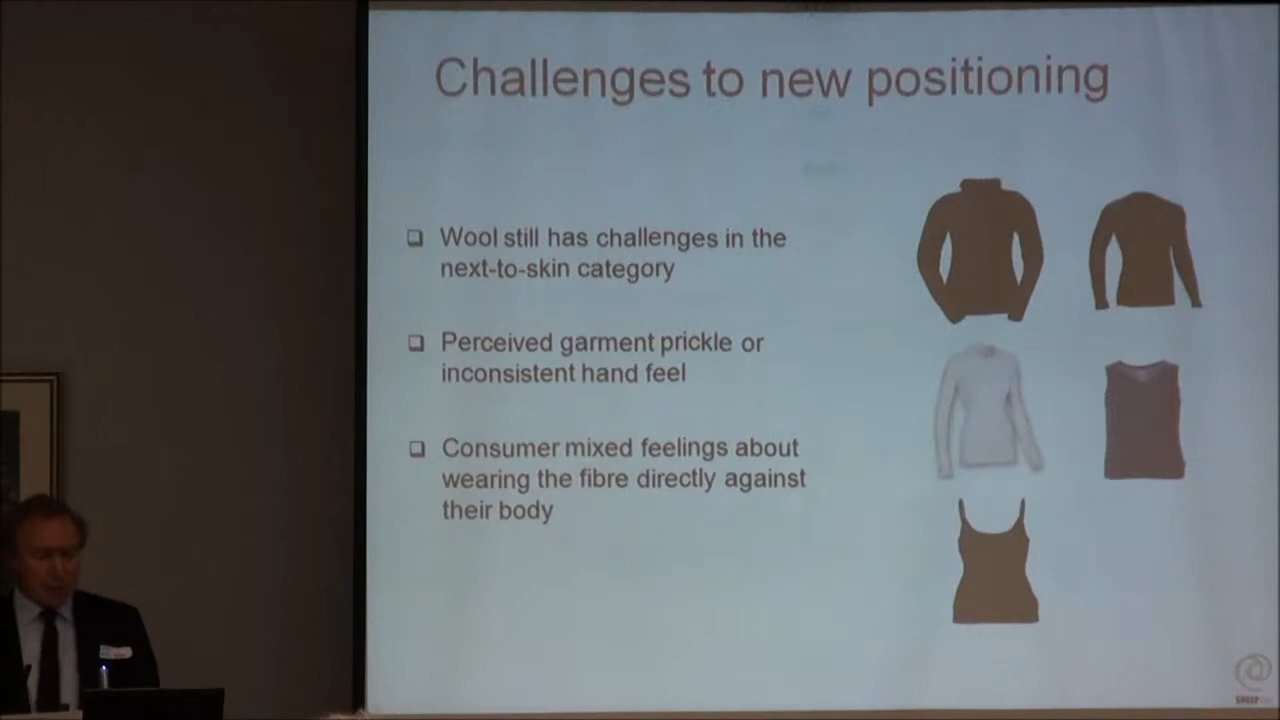 Challenges to new positioning
Wool still has challenges in the
next-to-skin category
Perceived garment prickle or
inconsistent hand feel
Consumer mixed feelings about
wearing the fibre directly against
their body